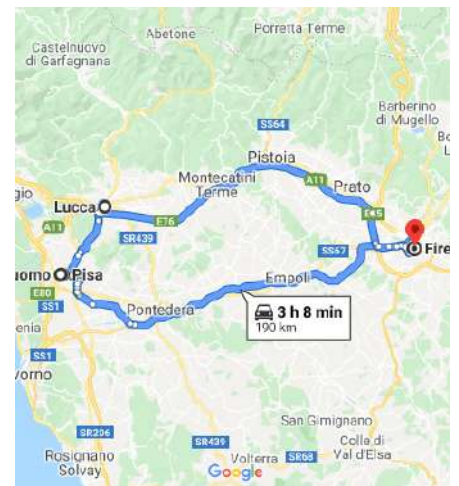 Abetone
Porretta Terme
Castelnuovo
di Garfagnana
Barberino
di Mugello
SS64
Pistoia
Montecatini
Terme
A11
Prato
Lucca
E76
A11
SR439
E35
SS67
Fire
uomo
Pisa
Empoli
E80
SS1
Pontedera
3 h 8 min
190 km
SS1
vorno
San Gimignano
SR206
SR439
Colle di
Val d'Elsa
Rosignano
Solvay
Volterra
SR68
Google